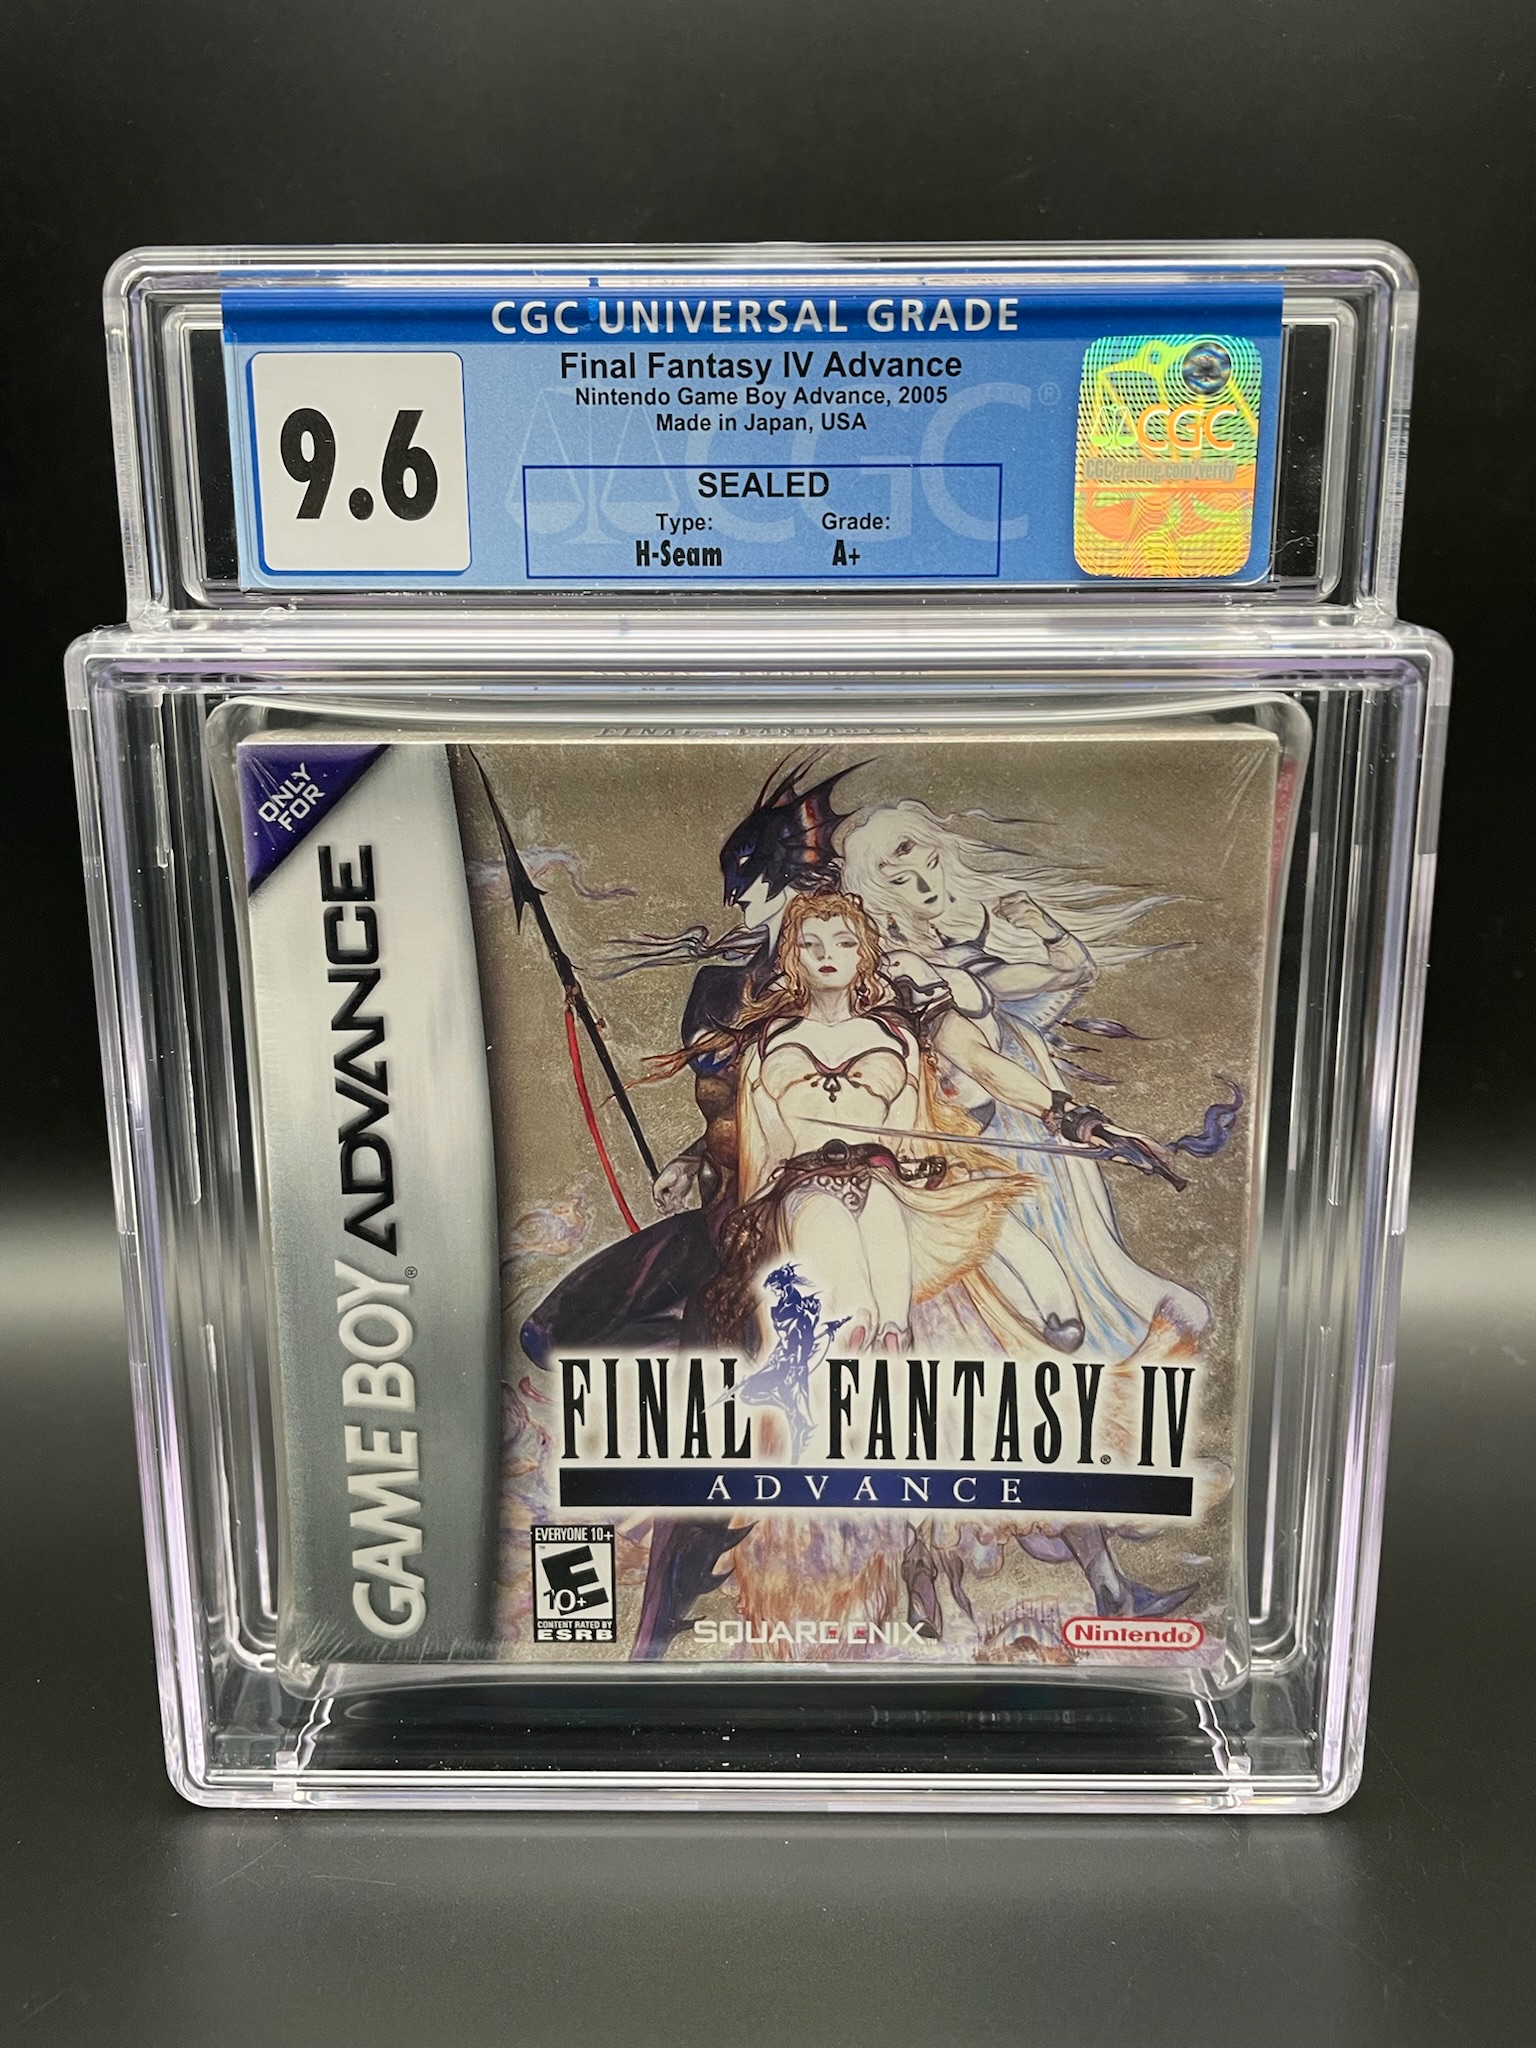 CGC UNIVERSAL GRADE
9.6
Final Fantasy IV Advance
Nintendo Game Boy Advance, 2005
Made in Japan, USA
CGC®
SEALED
Type: Grade:
H-Seam A+
CGC
CGCgrading.com/verify
ONLY
FOR
GAME BOY ADVANCE®
FINAL FANTASY® IV
ADVANCE
EVERYONE 10+
E
10+
CONTENT RATED BY
ESRB
SQUARE ENIX™
Nintendo®